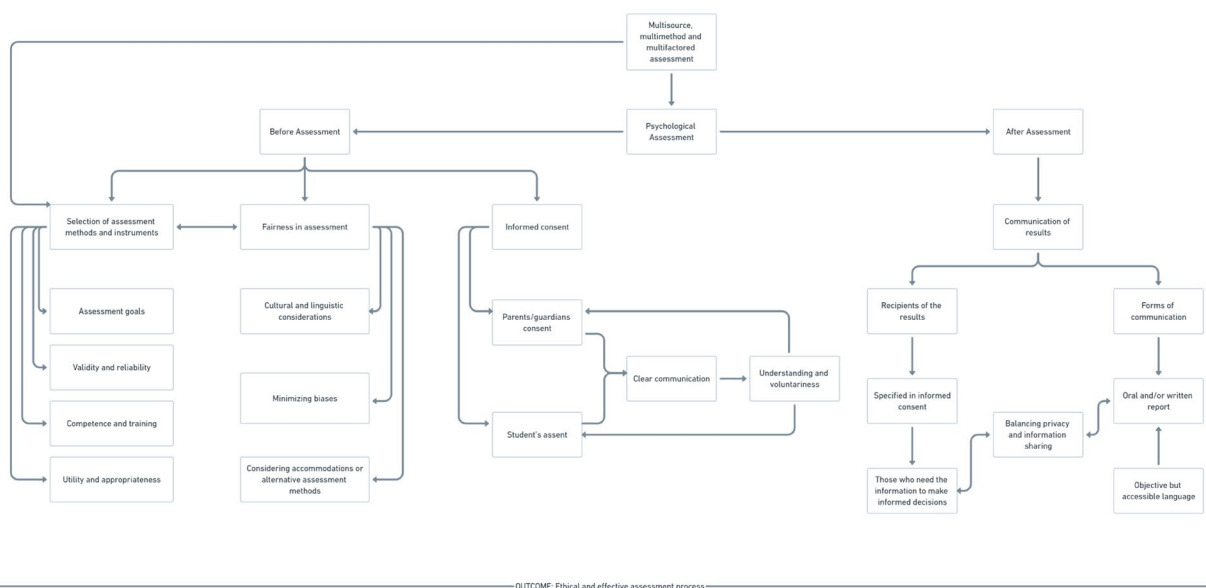 Multisource,
multimethod and
multifactored
assessment
Before Assessment
Psychological
Assessment
After Assessment
Selection of assessment
methods and instruments
Fairness in assessment
Informed consent
Communication of
results
Assessment goals
Cultural and linguistic
considerations
Parents/guardians
consent
Recipients of the
results
Forms of
communication
Validity and reliability
Minimizing biases
Clear communication
Understanding and
voluntariness
Specified in informed
consent
Oral and/or written
report
Competence and training
Student's assent
Balancing privacy
and information
sharing
Utility and appropriateness
Considering accommodations or
alternative assessment
methods
Those who need the
information to make
informed decisions
Objective but
accessible language
OUTCOME: Ethical and effective assessment process